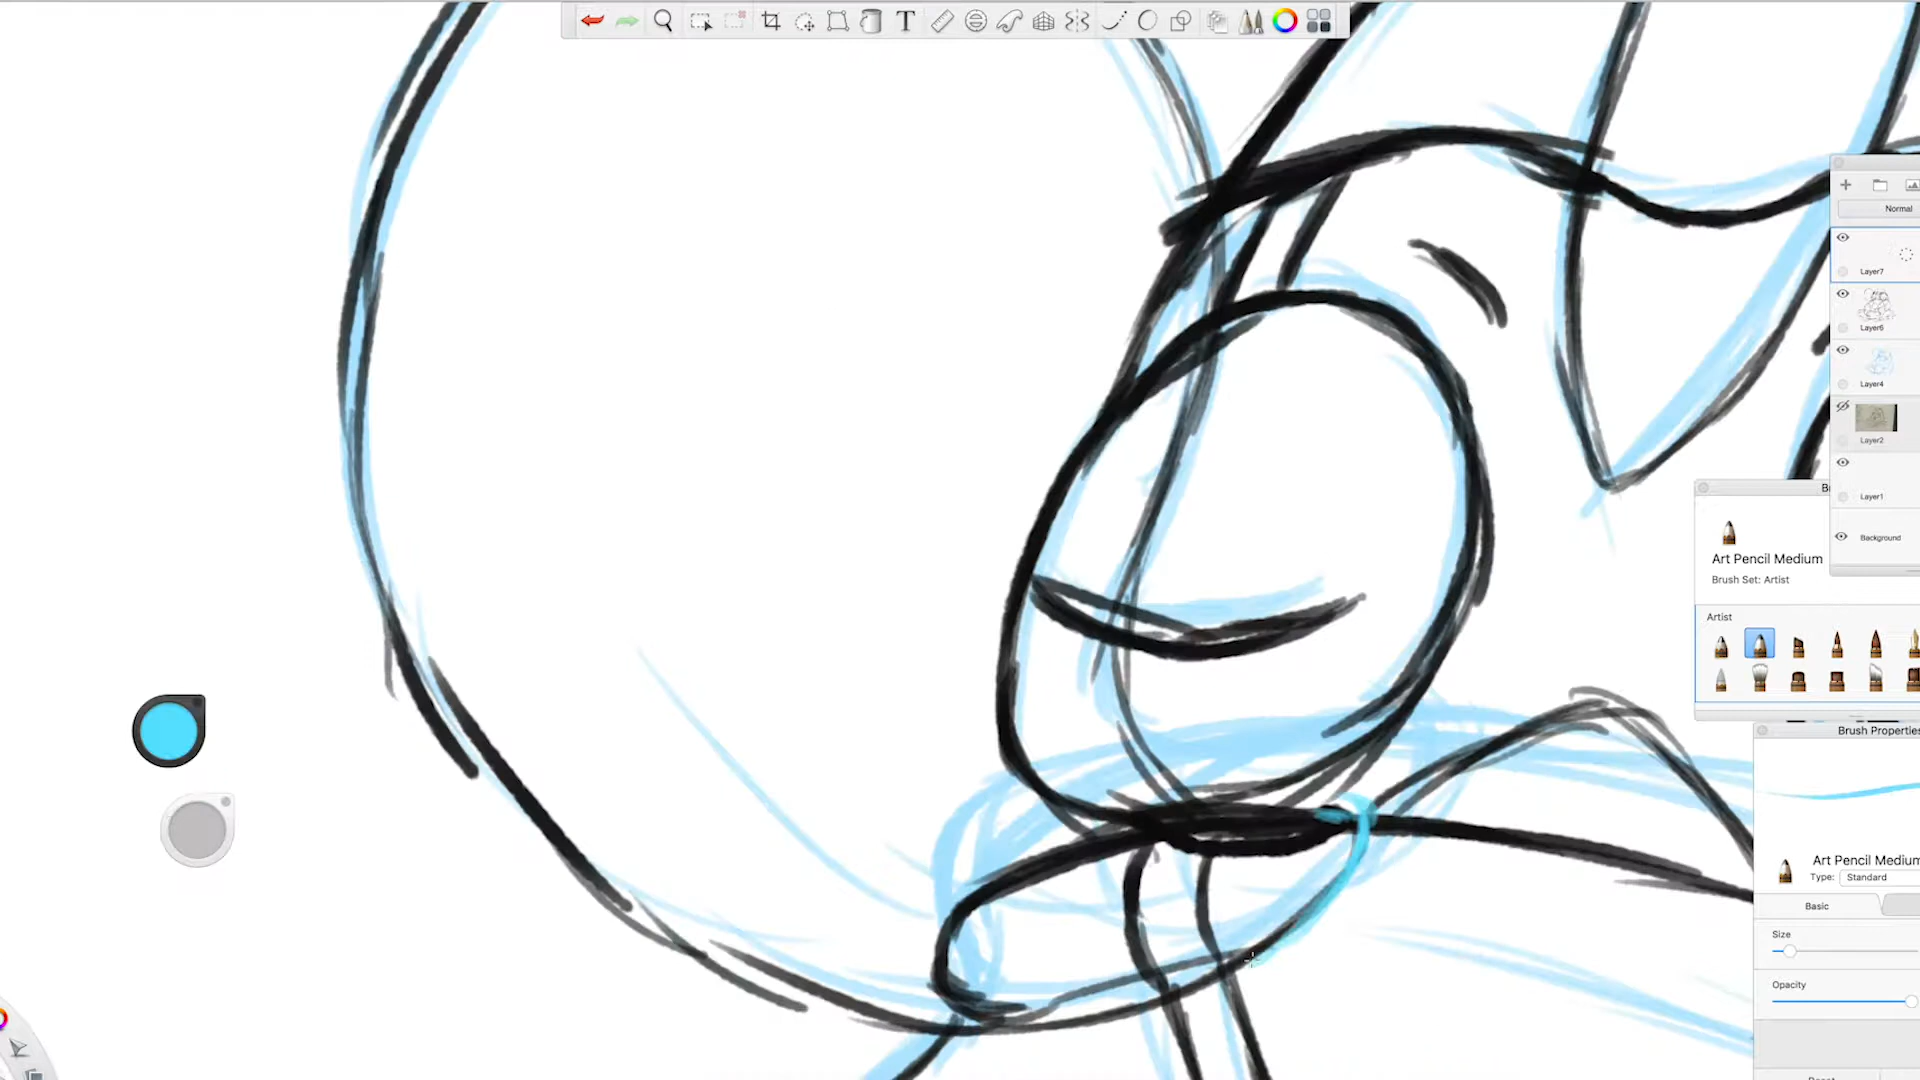 T
Normal
Layer7
Layer6
Layer4
Layer2
Layer1
Background
Art Pencil Medium
Brush Set: Artist
Artist
Brush Properties
Art Pencil Medium
Type: Standard
Basic
Size
Opacity